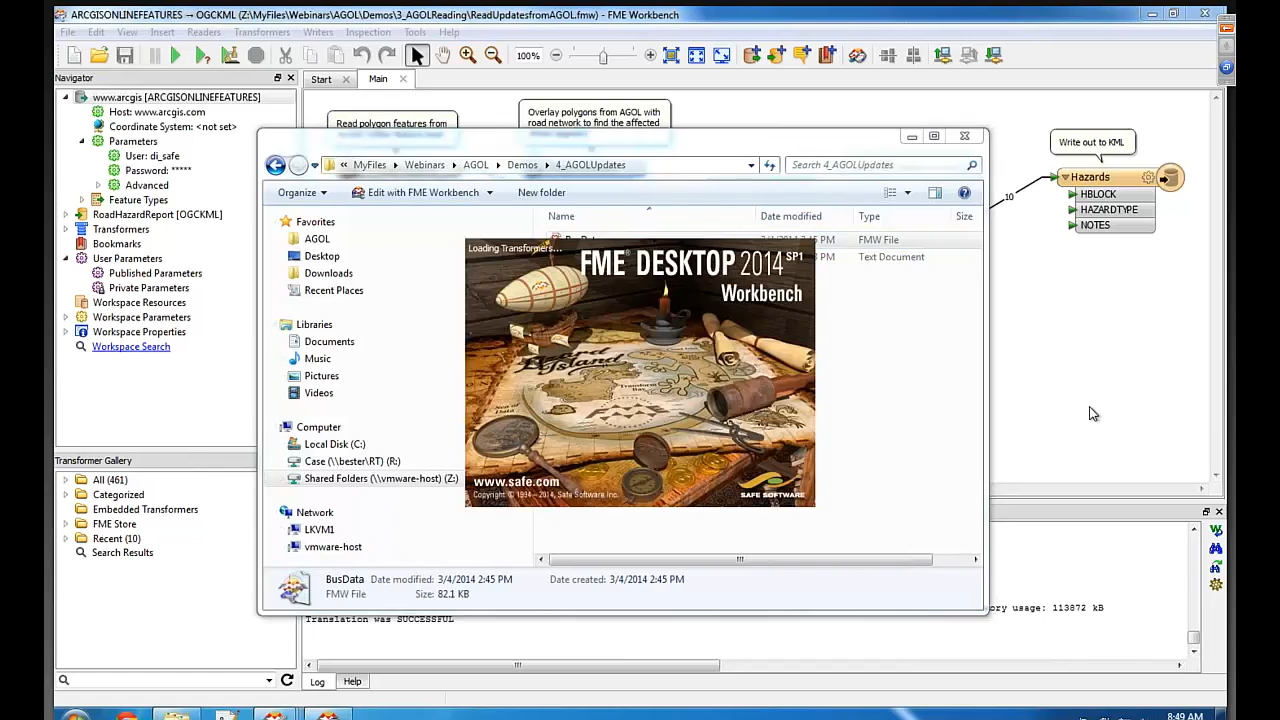 ARCGISONLINEFEATURES → OGCKML (Z:\MyFiles\Webinars\AGOL\Demos\3_AGOLReading\ReadUpdatesfromAGOL.fmw) - FME Workbench
File Edit View Insert Readers Transformers Writers Inspection Tools Help
100%
Navigator
Start
Main
www.arcgis [ARCGISONLINEFEATURES]
Host: www.arcgis.com
Coordinate System: <not set>
Parameters
User: di_safe
Password: *****
Advanced
Feature Types
RoadHazardReport [OGCKML]
Transformers
Bookmarks
User Parameters
Published Parameters
Private Parameters
Workspace Resources
Workspace Parameters
Workspace Properties
Workspace Search
Transformer Gallery
All (461)
Categorized
Embedded Transformers
FME Store
Recent (10)
Search Results
Read polygon features from
Overlay polygons from AGOL with
road network to find the affected
Write out to KML
10
Hazards
HBLOCK
HAZARDTYPE
NOTES
MyFiles Webinars AGOL Demos 4_AGOLUpdates
Search 4_AGOLUpdates
Organize Edit with FME Workbench New folder
Name Date modified Type Size
PM FMW File
PM Text Document
Favorites
AGOL
Desktop
Downloads
Recent Places
Libraries
Documents
Music
Pictures
Videos
Computer
Local Disk (C:)
Case (\\bester\RT) (R:)
Shared Folders (\\vmware-host) (Z:)
Network
LKVM1
vmware-host
Loading Transformers...
FME® DESKTOP 2014 SP1
Workbench
Hazard
Island
www.safe.com
Copyright © 1994 - 2014, Safe Software Inc.
SAFE SOFTWARE
BusData Date modified: 3/4/2014 2:45 PM Date created: 3/4/2014 2:45 PM
FMW File Size: 82.1 KB
ory usage: 113872 kB
Translation was SUCCESSFUL
Log
Help
8:49 AM